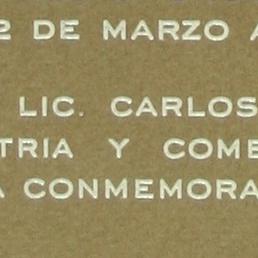 2 DE MARZO A
LIC. CARLOS
TRIA Y COME
A CONMEMORA